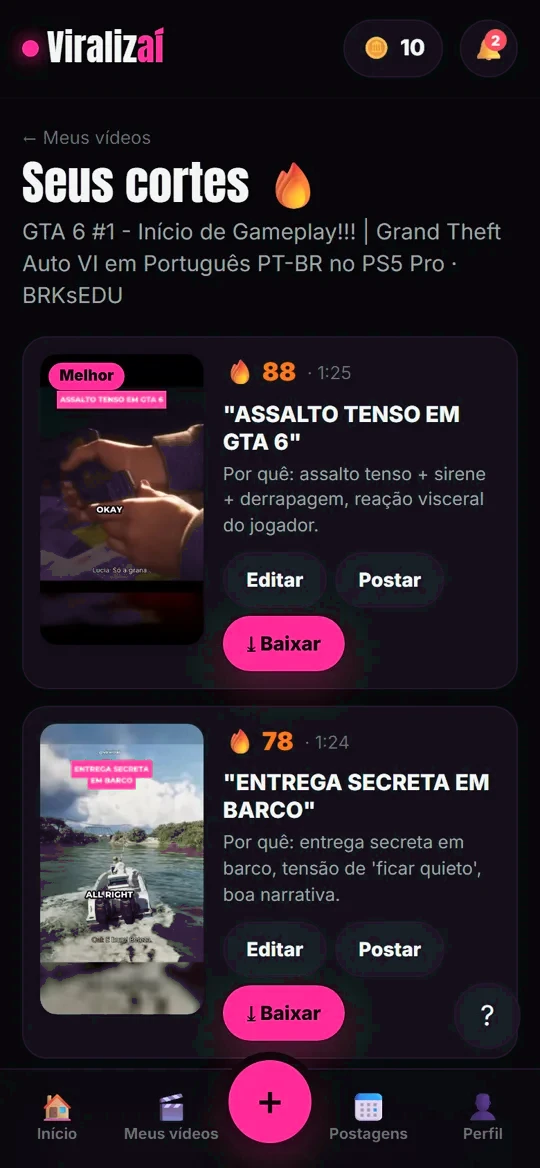 Viralizaí
10
2
← Meus vídeos
Seus cortes 🔥
GTA 6 #1 - Início de Gameplay!!! | Grand Theft
Auto VI em Português PT-BR no PS5 Pro ·
BRKsEDU
Melhor
ASSALTO TENSO EM GTA 6
OKAY
Lucia: Só a grana
🔥 88 · 1:25
"ASSALTO TENSO EM
GTA 6"
Por quê: assalto tenso + sirene
+ derrapagem, reação visceral
do jogador.
Editar
Postar
⤓ Baixar
ENTREGA SECRETA
EM BARCO
ALL RIGHT
🔥 78 · 1:24
"ENTREGA SECRETA EM
BARCO"
Por quê: entrega secreta em
barco, tensão de 'ficar quieto',
boa narrativa.
Editar
Postar
⤓ Baixar
?
+
Início
Meus vídeos
Postagens
Perfil